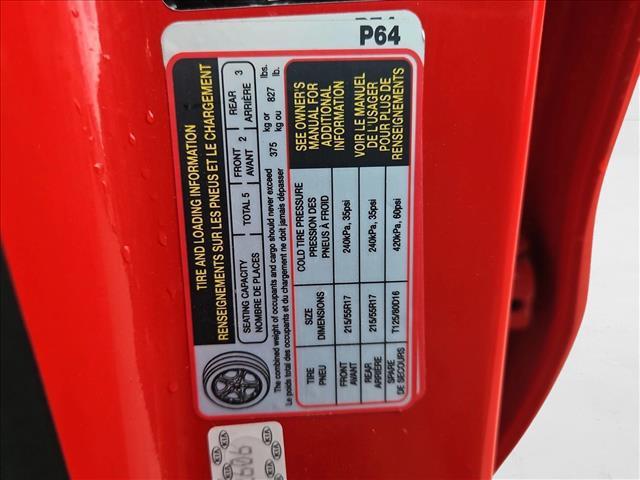 P64
TIRE AND LOADING INFORMATION
RENSEIGNEMENTS SUR LES PNEUS ET LE CHARGEMENT
SEATING CAPACITY TOTAL 5 FRONT 2 REAR 3
NOMBRE DE PLACES AVANT ARRIÈRE
The combined weight of occupants and cargo should never exceed 375 kg or 827 lbs.
Le poids total des occupants et du chargement ne doit jamais dépasser kg ou lb.
TIRE SIZE COLD TIRE PRESSURE
PNEU DIMENSIONS PRESSION DES
PNEUS À FROID
FRONT 215/55R17 240kPa, 35psi
AVANT
REAR 215/55R17 240kPa, 35psi
ARRIÈRE
SPARE T125/80D16 420kPa, 60psi
DE SECOURS
SEE OWNER'S
MANUAL FOR
ADDITIONAL
INFORMATION
VOIR LE MANUEL
DE L'USAGER
POUR PLUS DE
RENSEIGNEMENTS
KIA KIA